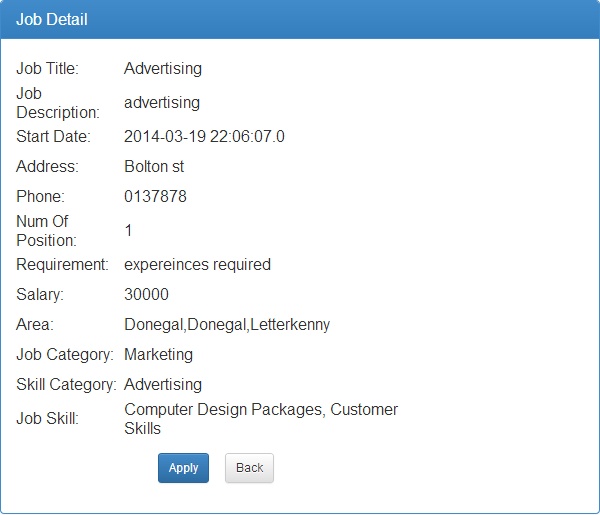 Job Detail
Job Title: Advertising
Job
Description: advertising
Start Date: 2014-03-19 22:06:07.0
Address: Bolton st
Phone: 0137878
Num Of
Position: 1
Requirement: expereinces required
Salary: 30000
Area: Donegal,Donegal,Letterkenny
Job Category: Marketing
Skill Category: Advertising
Job Skill: Computer Design Packages, Customer
Skills
Apply Back